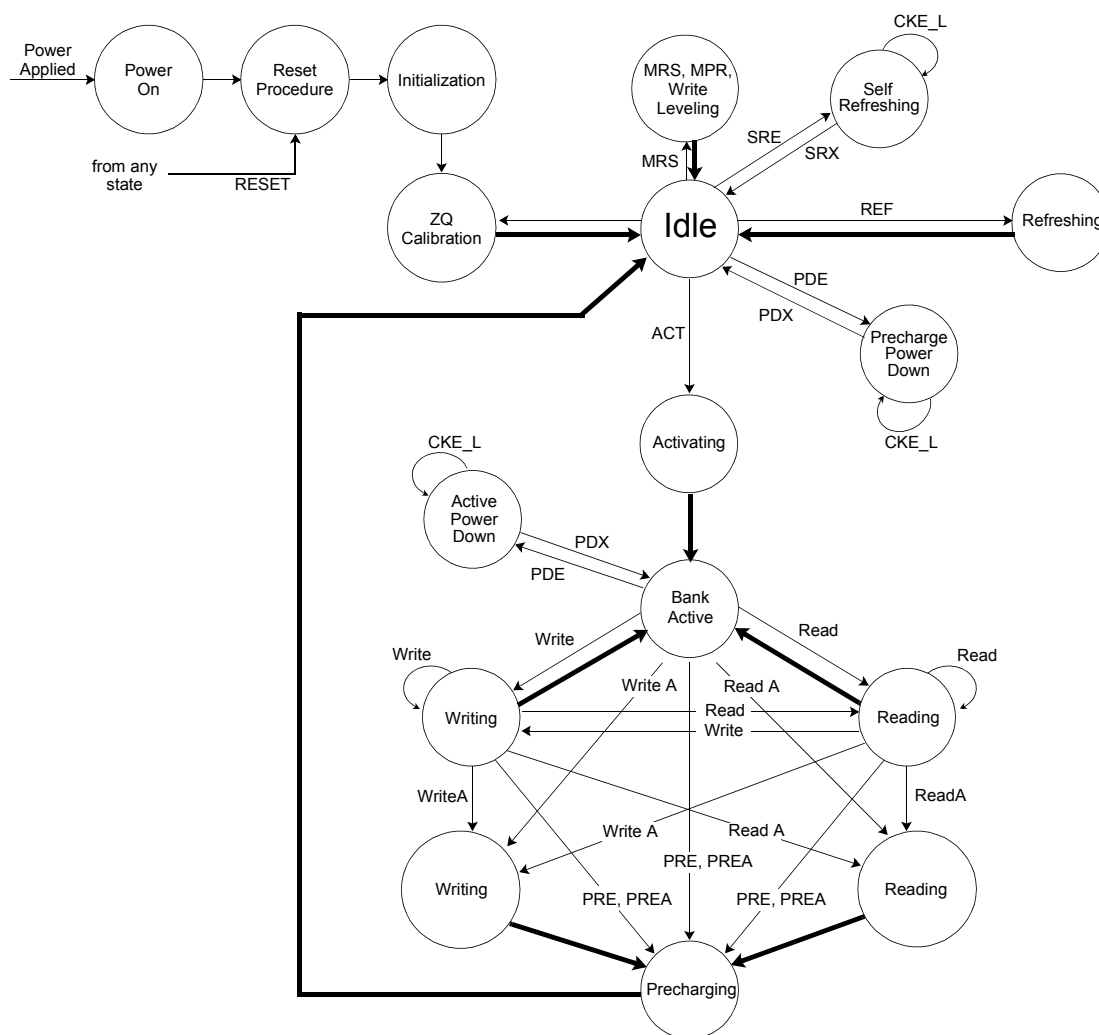 CKE_L
Power
Applied
Power
On
Reset
Procedure
Initialization
MRS, MPR,
Write
Leveling
Self
Refreshing
from any
state
RESET
MRS
SRE
SRX
ZQ
Calibration
Idle
REF
Refreshing
PDE
PDX
ACT
Precharge
Power
Down
CKE_L
Activating
CKE_L
Active
Power
Down
PDX
PDE
Bank
Active
Write
Read
Write
Read
Write A
Read A
Writing
Read
Write
Reading
WriteA
ReadA
Write A
Read A
PRE, PREA
Writing
PRE, PREA
PRE, PREA
Reading
Precharging